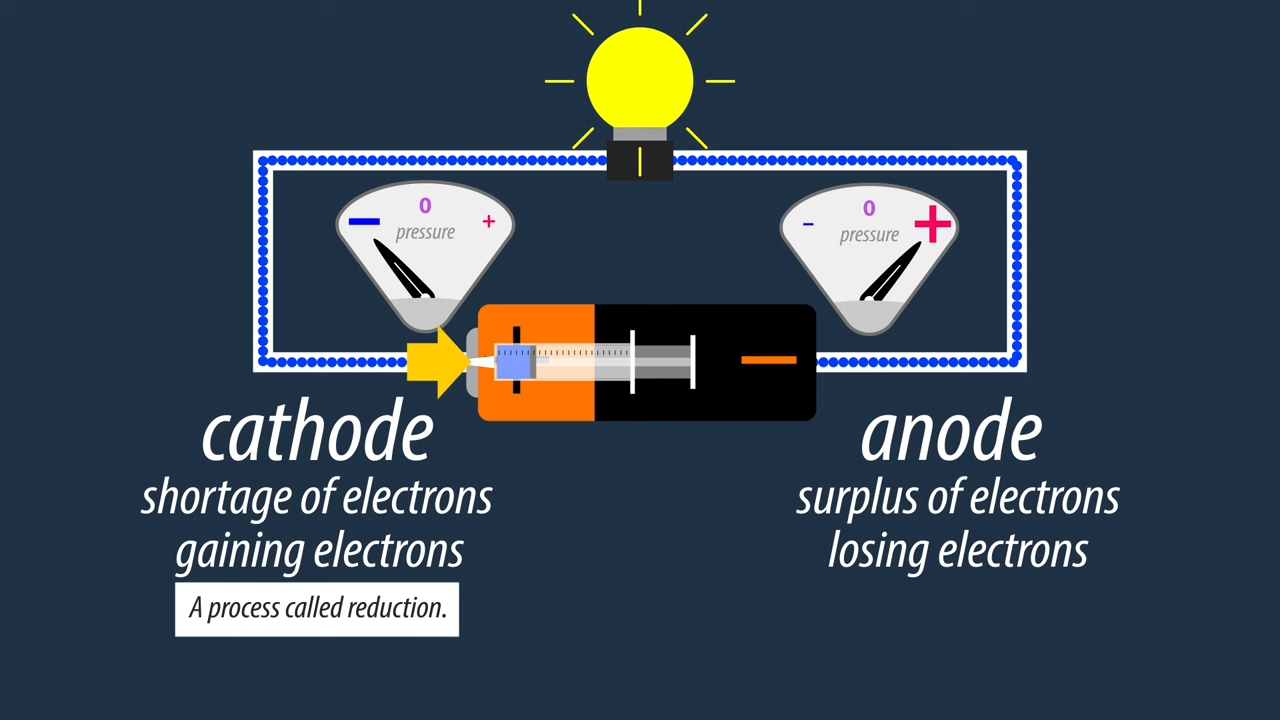 0
− +
pressure
0
− +
pressure
cathode
shortage of electrons
gaining electrons
A process called reduction.
anode
surplus of electrons
losing electrons